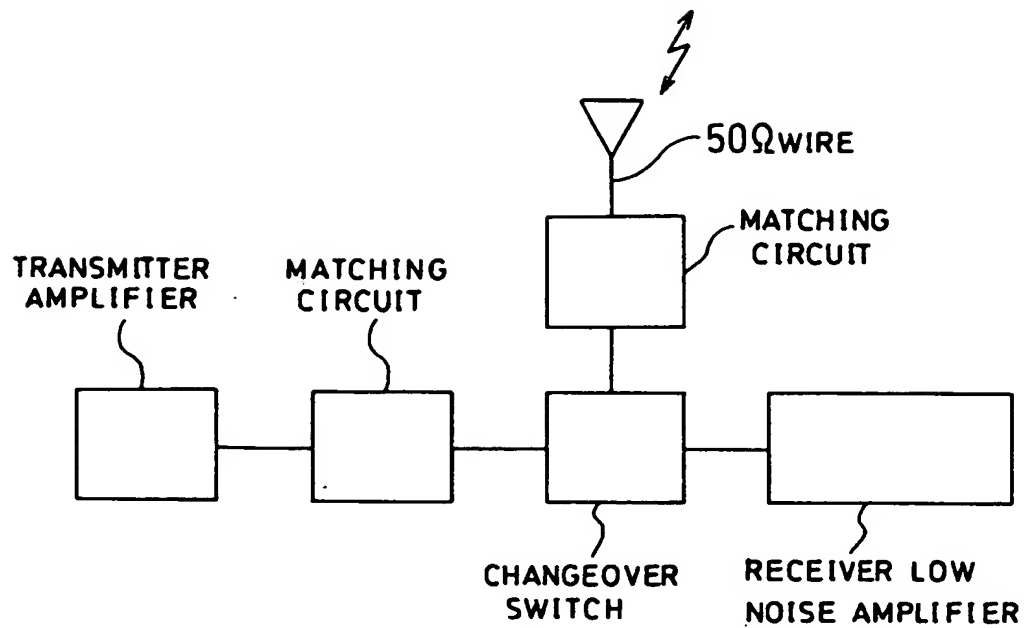 50ΩWIRE
MATCHING
CIRCUIT
TRANSMITTER
AMPLIFIER
MATCHING
CIRCUIT
CHANGEOVER
SWITCH
RECEIVER LOW
NOISE AMPLIFIER